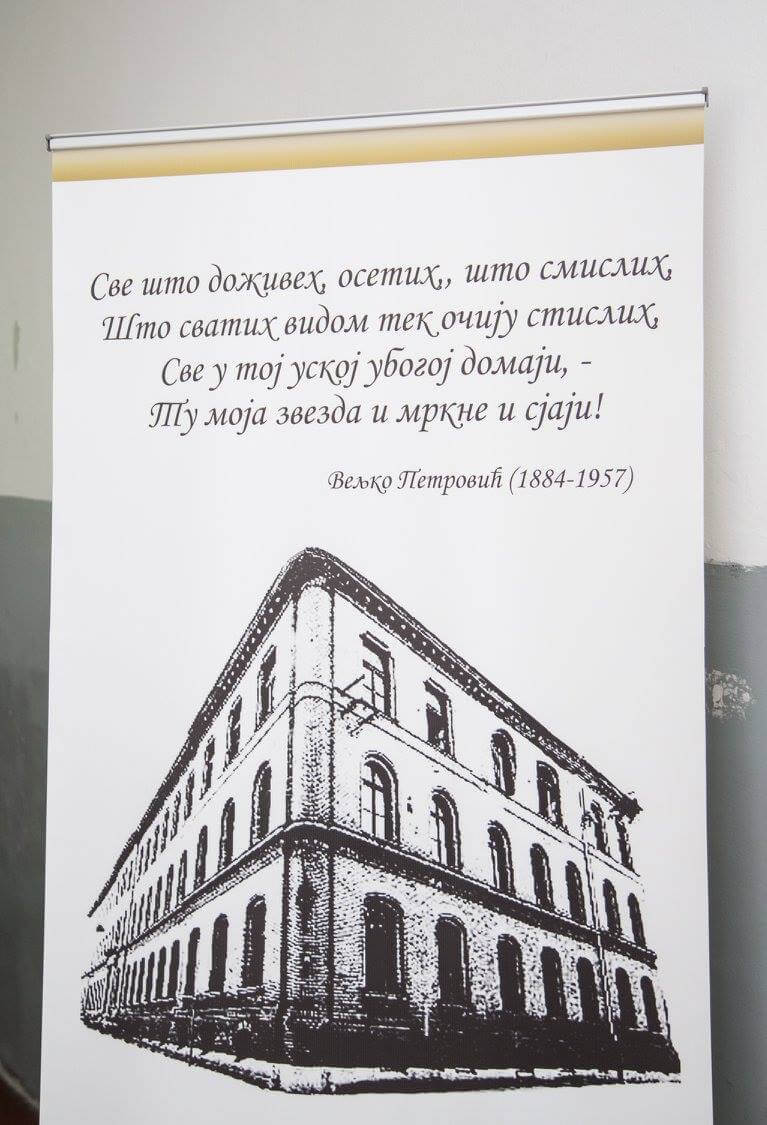 Све што доживех, осетих,, што смислих,
Што сватих видом тек очију стислих,
Све у тој уској убогој домаји, -
Ту моја звезда и мркне и сјаји!
Вељко Петровић (1884-1957)